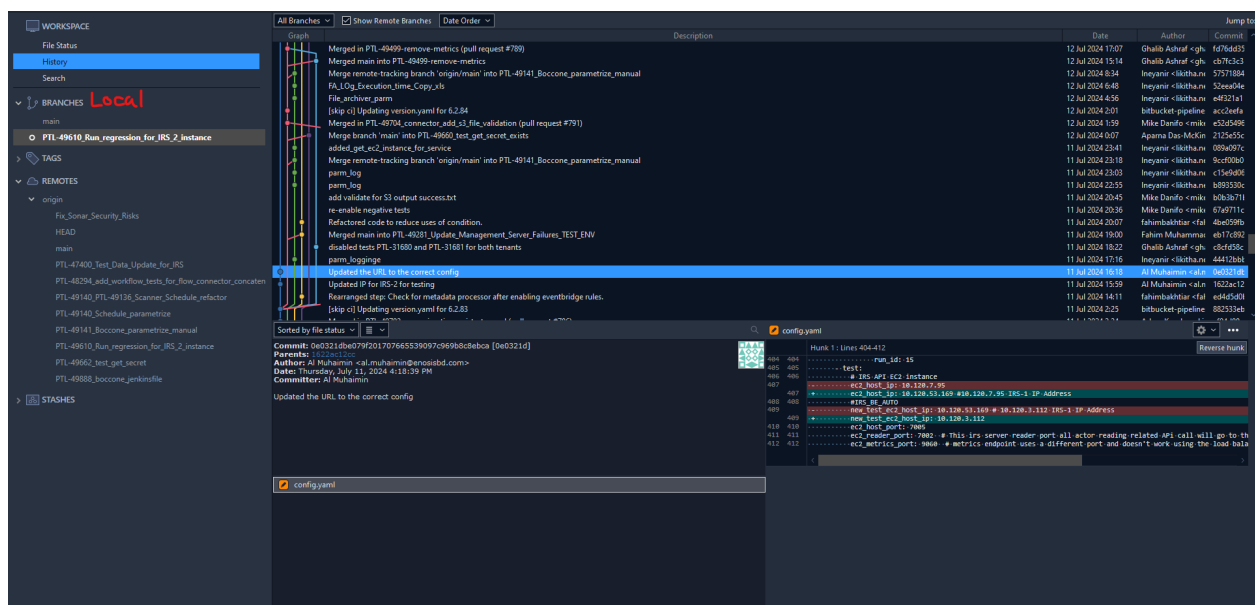 WORKSPACE
File Status
History
Search
BRANCHES Local
main
PTL-49610_Run_regression_for_IRS_2_instance
TAGS
REMOTES
origin
Fix_Sonar_Security_Risks
HEAD
main
PTL-47400_Test_Data_Update_for_IRS
PTL-48294_add_workflow_tests_for_flow_connector_concaten
PTL-49140_PTL-49136_Scanner_Schedule_refactor
PTL-49140_Schedule_parametrize
PTL-49141_Boccone_parametrize_manual
PTL-49610_Run_regression_for_IRS_2_instance
PTL-49662_test_get_secret
PTL-49888_boccone_jenkinsfile
STASHES
All Branches Show Remote Branches Date Order Jump to
Graph Description Date Author Commit
Merged in PTL-49499-remove-metrics (pull request #789) 12 Jul 2024 17:07 Ghalib Ashraf <gh fd76dd35
Merged main into PTL-49499-remove-metrics 12 Jul 2024 15:14 Ghalib Ashraf <gh cb7fc3c3
Merge remote-tracking branch 'origin/main' into PTL-49141_Boccone_parametrize_manual 12 Jul 2024 8:34 lneyanir <likitha.n 57571884
FA_LOg_Execution_time_Copy_xls 12 Jul 2024 6:48 lneyanir <likitha.n 52eea04e
File_archiver_parm 12 Jul 2024 4:56 lneyanir <likitha.n e4f321a1
[skip ci] Updating version.yaml for 6.2.84 12 Jul 2024 2:01 bitbucket-pipeline acc2eefa
Merged in PTL-49704_connector_add_s3_file_validation (pull request #791) 12 Jul 2024 1:59 Mike Danifo <mik e52d5496
Merge branch 'main' into PTL-49660_test_get_secret_exists 12 Jul 2024 0:07 Aparna Das-McKin 2125e55c
added_get_ec2_instance_for_service 11 Jul 2024 23:41 lneyanir <likitha.n 089a097c
Merge remote-tracking branch 'origin/main' into PTL-49141_Boccone_parametrize_manual 11 Jul 2024 23:18 lneyanir <likitha.n 9ccf00b0
parm_log 11 Jul 2024 23:03 lneyanir <likitha.n c15e9d06
parm_log 11 Jul 2024 22:55 lneyanir <likitha.n b893530c
add validate for S3 output success.txt 11 Jul 2024 20:45 Mike Danifo <mik b0b3b71f
re-enable negative tests 11 Jul 2024 20:36 Mike Danifo <mik 67a9711c
Refactored code to reduce uses of condition. 11 Jul 2024 20:07 fahimbakhtiar <fal 4be059fb
Merged main into PTL-49281_Update_Management_Server_Failures_TEST_ENV 11 Jul 2024 19:00 Fahim Muhammad eb17c892
disabled tests PTL-31680 and PTL-31681 for both tenants 11 Jul 2024 18:22 Ghalib Ashraf <gh c8cfd58c
parm_logginge 11 Jul 2024 17:16 lneyanir <likitha.n 44412bbb
Updated the URL to the correct config 11 Jul 2024 16:18 Al Muhaimin <al.n 0e0321db
Updated IP for IRS-2 for testing 11 Jul 2024 15:59 Al Muhaimin <al.n 1622ac12
Rearranged step: Check for metadata processor after enabling eventbridge rules. 11 Jul 2024 14:11 fahimbakhtiar <fal ed4d5d0
[skip ci] Updating version.yaml for 6.2.83 11 Jul 2024 2:25 bitbucket-pipeline 882533eb
Sorted by file status
Commit: 0e0321dbe079f201707665539097c969b8c8ebca [0e0321d]
Parents: 1622ac12cc
Author: Al Muhaimin <al.muhaimin@enosisbd.com>
Date: Thursday, July 11, 2024 4:18:39 PM
Committer: Al Muhaimin
Updated the URL to the correct config
config.yaml
config.yaml
Hunk 1 : Lines 404-412 Reverse hunk
404 404 run_id: 15
405 405 - test:
406 406 # IRS API EC2 instance
407 - ec2_host_ip: 10.120.7.95
407 + ec2_host_ip: 10.120.53.169 #10.120.7.95 IRS-1 IP Address
408 408 #IRS_BE_AUTO
409 - new_test_ec2_host_ip: 10.120.53.169 # 10.120.3.112 IRS-1 IP Address
409 + new_test_ec2_host_ip: 10.120.3.112
410 410 ec2_host_port: 7005
411 411 ec2_reader_port: 7002 # This irs server reader port all actor reading related APi call will go to th
412 412 ec2_metrics_port: 9060 # metrics endpoint uses a different port and doesn't work using the load bala